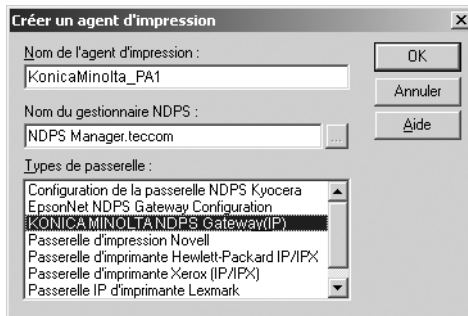 Créer un agent d'impression
Nom de l'agent d'impression :
KonicaMinolta_PA1
OK
Annuler
Nom du gestionnaire NDPS :
NDPS Manager.teccom
...
Aide
Types de passerelle :
Configuration de la passerelle NDPS Kyocera
EpsonNet NDPS Gateway Configuration
KONICA MINOLTA NDPS Gateway(IP)
Passerelle d'impression Novell
Passerelle d'imprimante Hewlett-Packard IP/IPX
Passerelle d'imprimante Xerox (IP/IPX)
Passerelle IP d'imprimante Lexmark